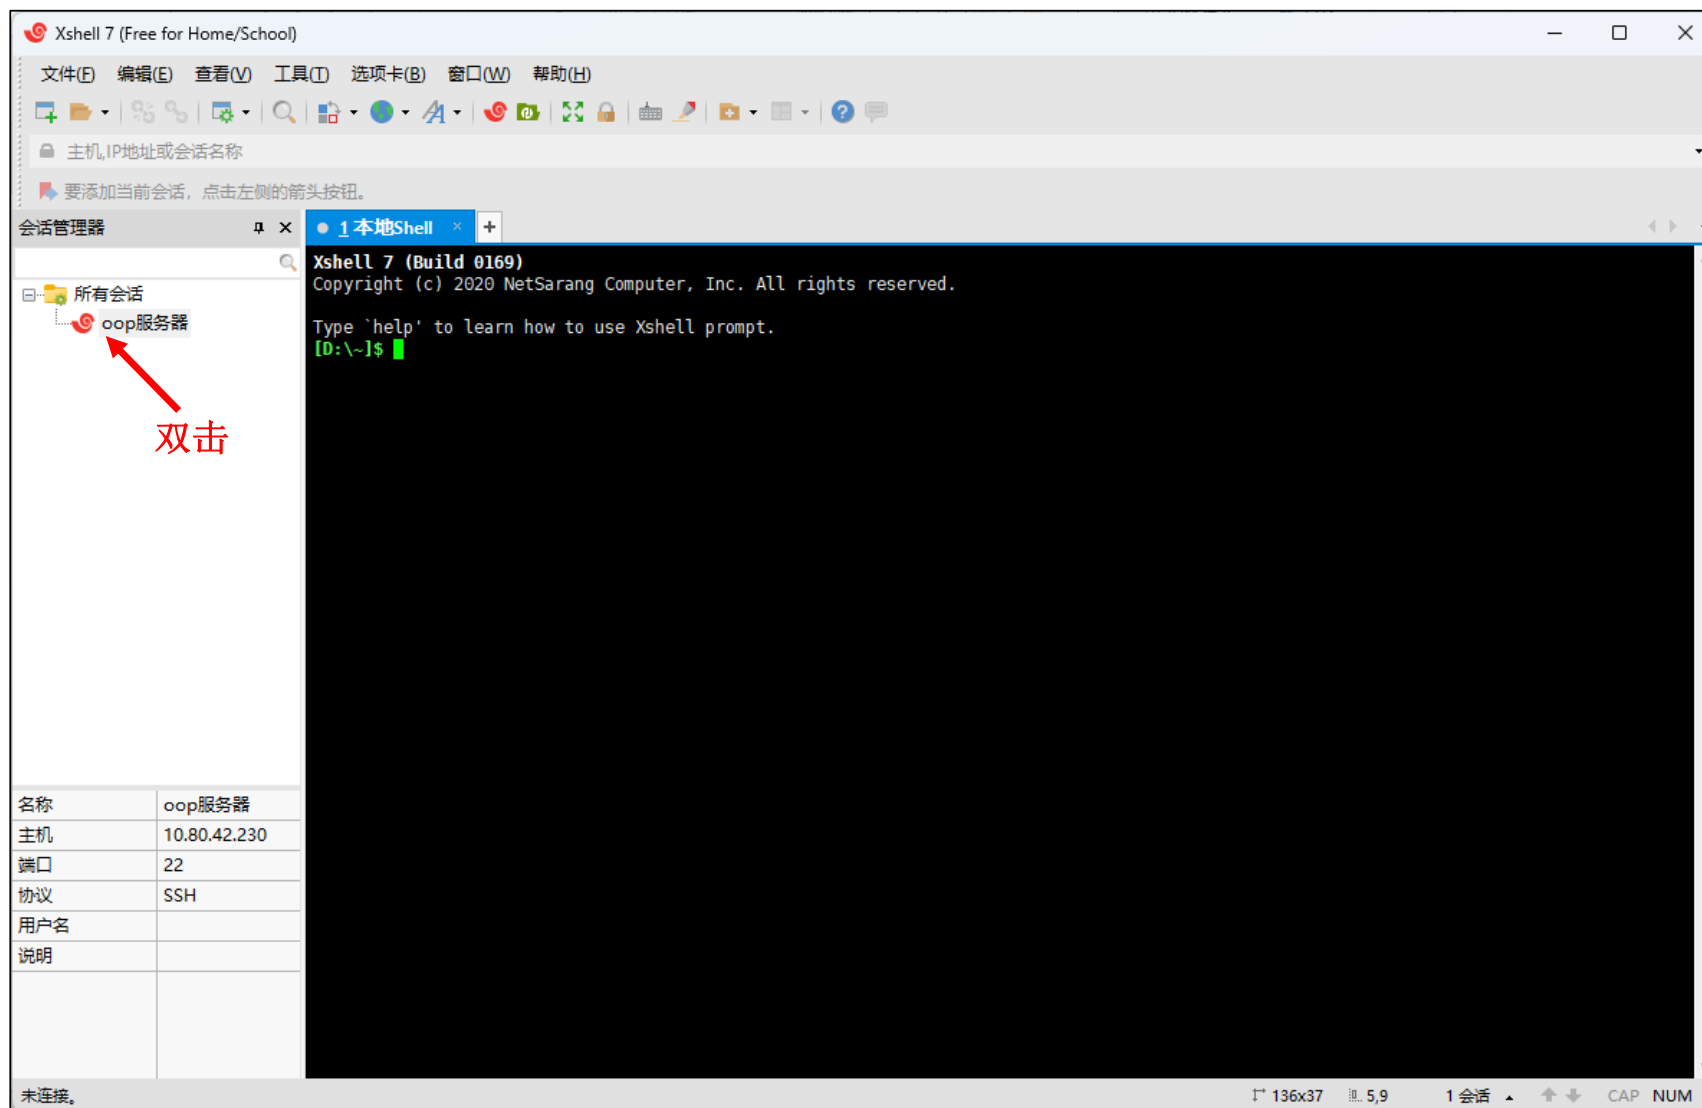 Xshell 7 (Free for Home/School)
文件(F) 编辑(E) 查看(V) 工具(T) 选项卡(B) 窗口(W) 帮助(H)
主机,IP地址或会话名称
要添加当前会话，点击左侧的箭头按钮。
会话管理器
1 本地Shell
Xshell 7 (Build 0169)
Copyright (c) 2020 NetSarang Computer, Inc. All rights reserved.
Type `help' to learn how to use Xshell prompt.
[D:\~]$
所有会话
oop服务器
双击
名称 oop服务器
主机 10.80.42.230
端口 22
协议 SSH
用户名
说明
未连接。 136x37 5,9 1 会话 CAP NUM